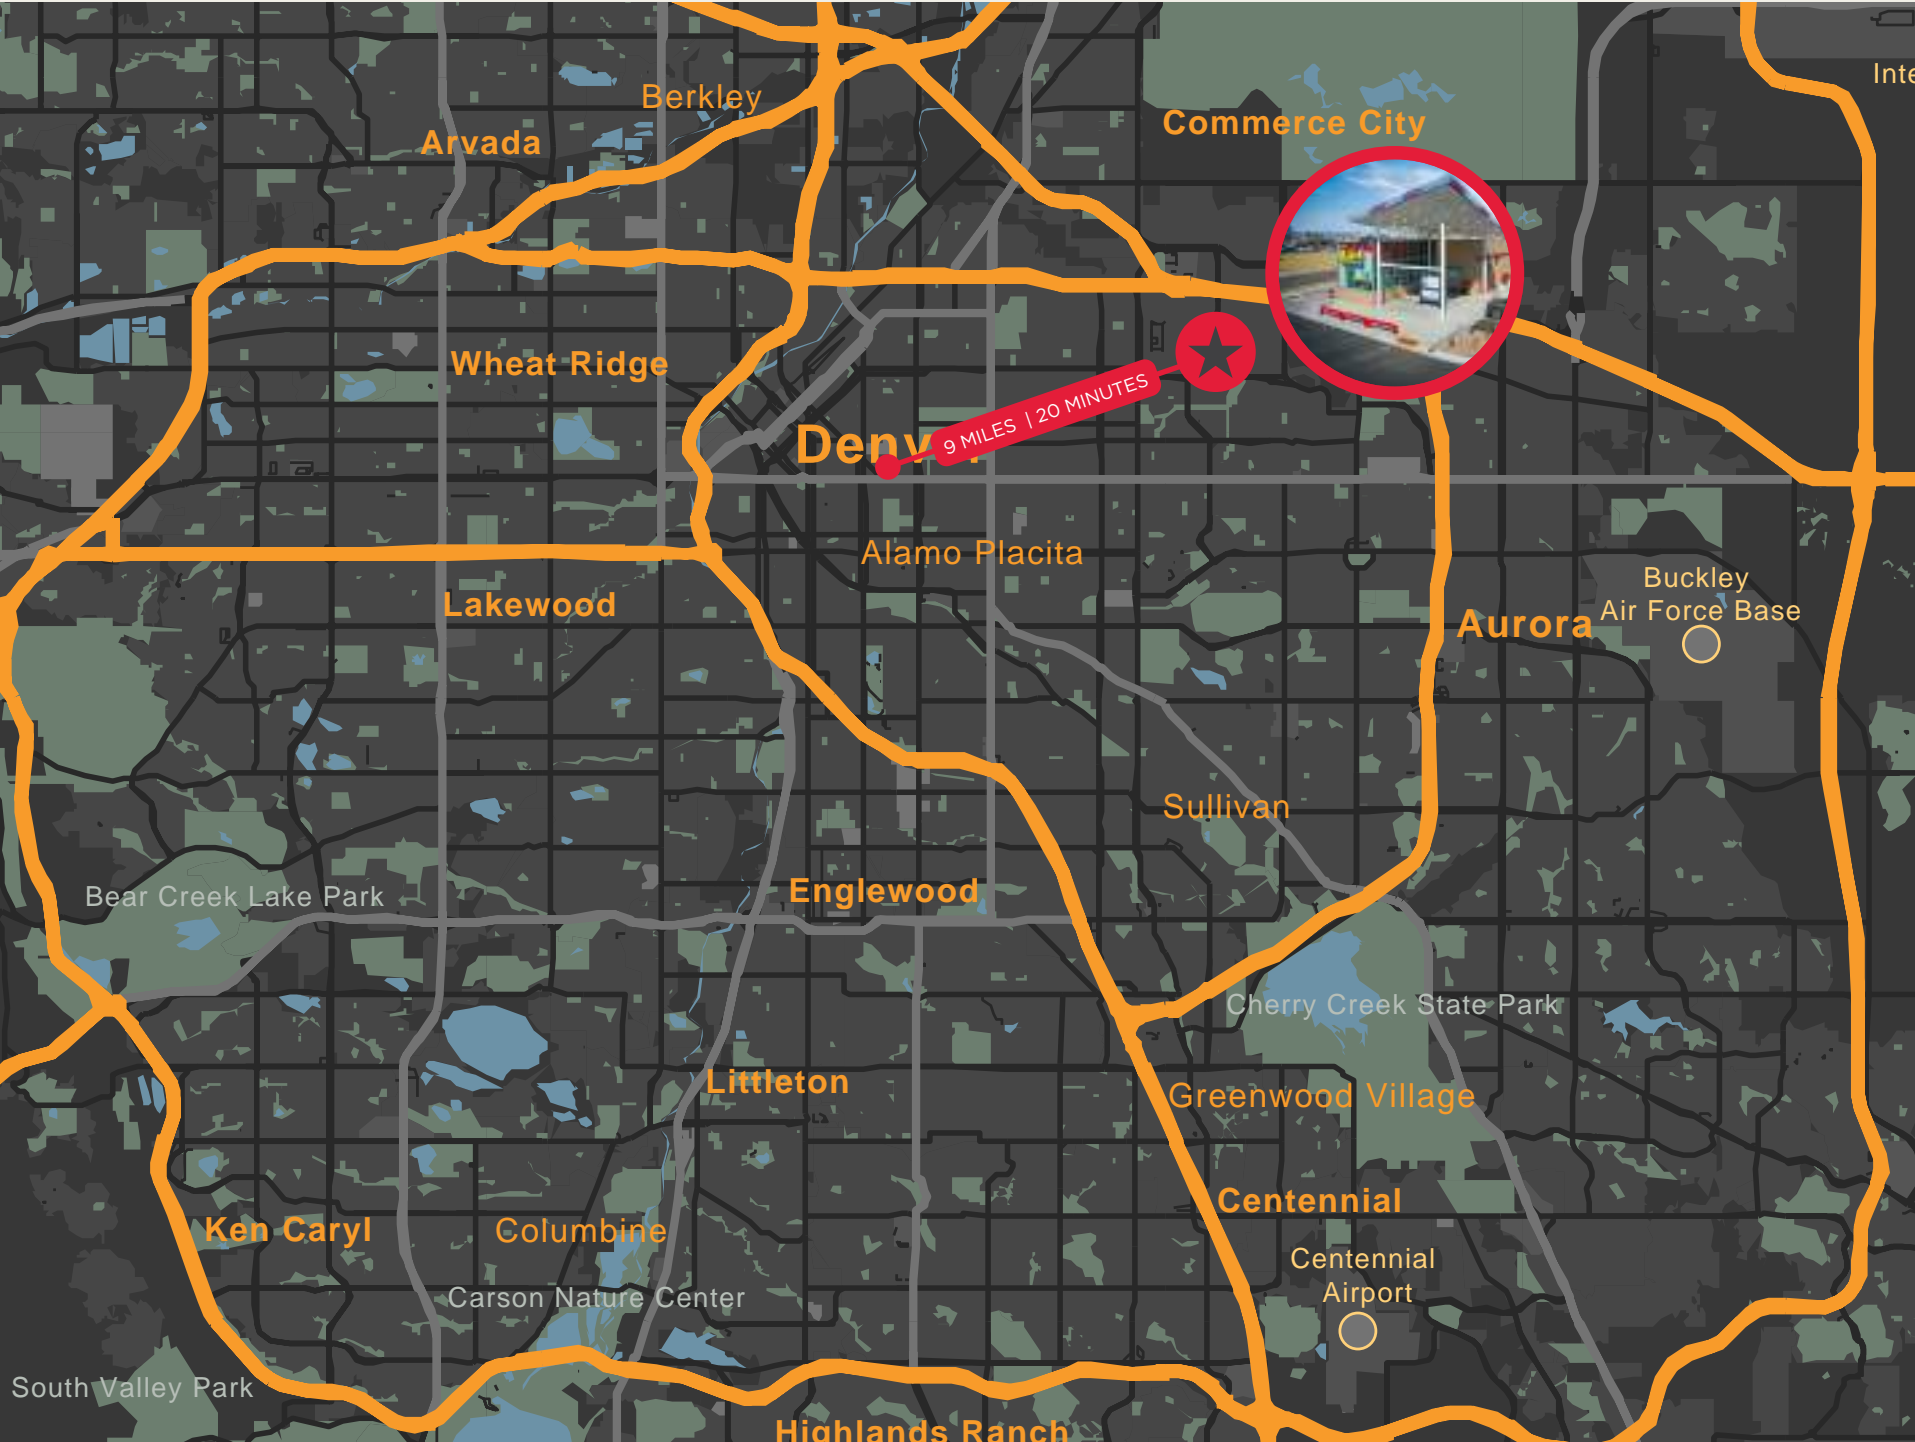 Inte
Berkley
Commerce City
Arvada
Wheat Ridge
9 MILES | 20 MINUTES
Denv
Alamo Placita
Buckley
Air Force Base
Lakewood
Aurora
Sullivan
Englewood
Bear Creek Lake Park
Cherry Creek State Park
Littleton
Greenwood Village
Centennial
Ken Caryl
Columbine
Centennial
Airport
Carson Nature Center
South Valley Park
Highlands Ranch